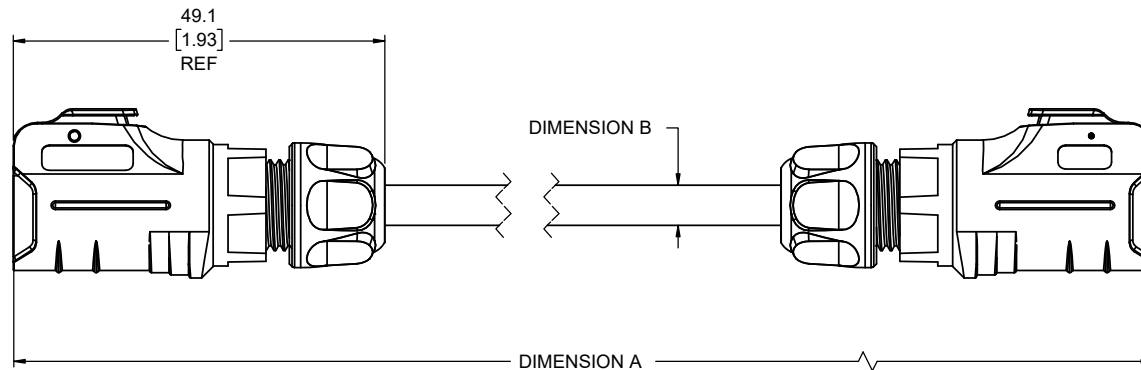 49.1
[1.93]
REF
DIMENSION B
DIMENSION A